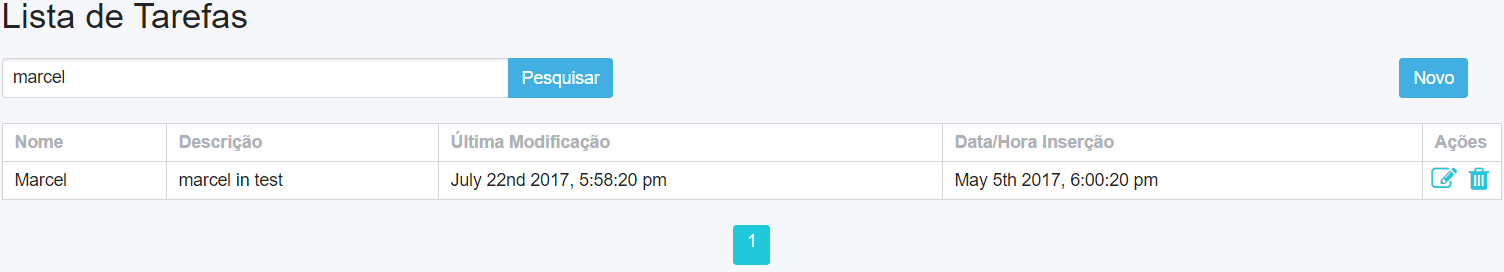 Lista de Tarefas
marcel Pesquisar Novo
Nome Descrição Última Modificação Data/Hora Inserção Ações
Marcel marcel in test July 22nd 2017, 5:58:20 pm May 5th 2017, 6:00:20 pm
1